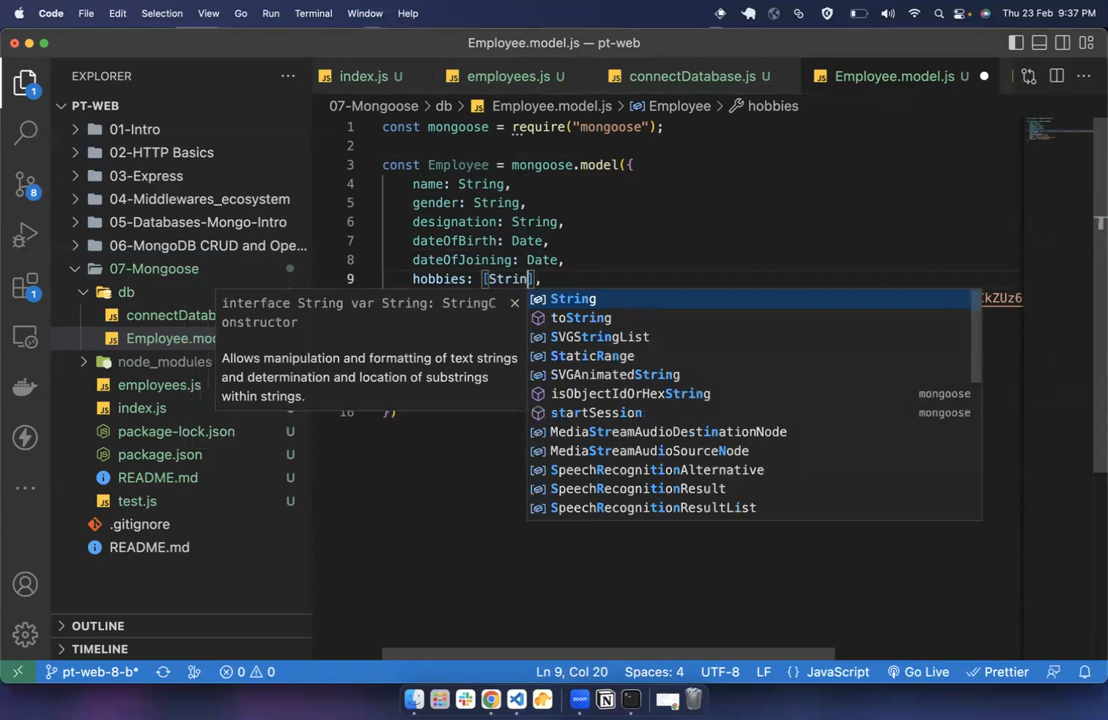 Code File Edit Selection View Go Run Terminal Window Help Thu 23 Feb 9:37 PM
Employee.model.js — pt-web
EXPLORER
index.js U employees.js U connectDatabase.js U Employee.model.js U
PT-WEB
07-Mongoose db Employee.model.js Employee hobbies
01-Intro
02-HTTP Basics
03-Express
04-Middlewares_ecosystem
05-Databases-Mongo-Intro
06-MongoDB CRUD and Ope...
07-Mongoose
db
connectDatab
Employee.mo
node_modules
employees.js U
index.js U
package-lock.json U
package.json U
README.md U
test.js U
.gitignore
README.md
OUTLINE
TIMELINE
1 const mongoose = require("mongoose");
2
3 const Employee = mongoose.model({
4 name: String,
5 gender: String,
6 designation: String,
7 dateOfBirth: Date,
8 dateOfJoining: Date,
9 hobbies: [Strin],
kZUz6
16 })
interface String var String: StringC
onstructor
Allows manipulation and formatting of text strings
and determination and location of substrings
within strings.
String
toString
SVGStringList
StaticRange
SVGAnimatedString
isObjectIdOrHexString mongoose
startSession mongoose
MediaStreamAudioDestinationNode
MediaStreamAudioSourceNode
SpeechRecognitionAlternative
SpeechRecognitionResult
SpeechRecognitionResultList
1
8
1
pt-web-8-b* 0 0 Ln 9, Col 20 Spaces: 4 UTF-8 LF {} JavaScript Go Live Prettier
zoom